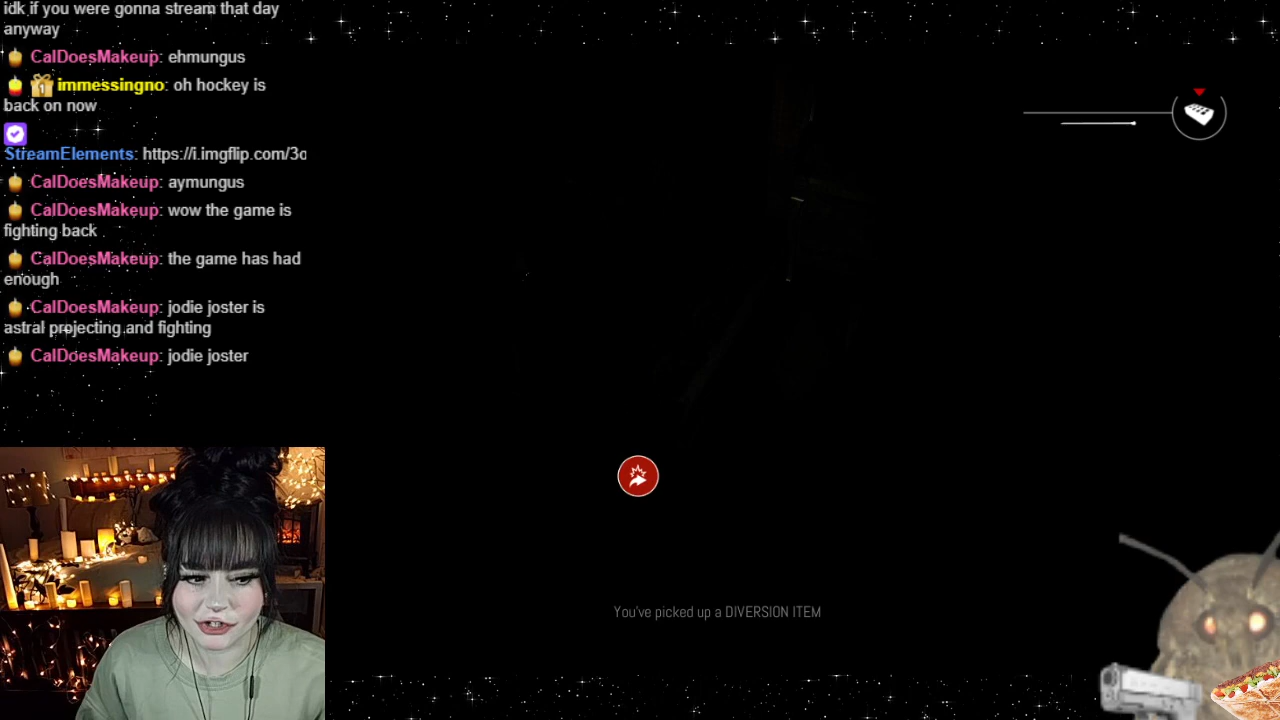 idk if you were gonna stream that day
anyway
CalDoesMakeup: ehmungus
immessingno: oh hockey is
back on now
StreamElements: https://i.imgflip.com/3
CalDoesMakeup: aymungus
CalDoesMakeup: wow the game is
fighting back
CalDoesMakeup: the game has had
enough
CalDoesMakeup: jodie joster is
astral projecting and fighting
CalDoesMakeup: jodie joster
You've picked up a DIVERSION ITEM